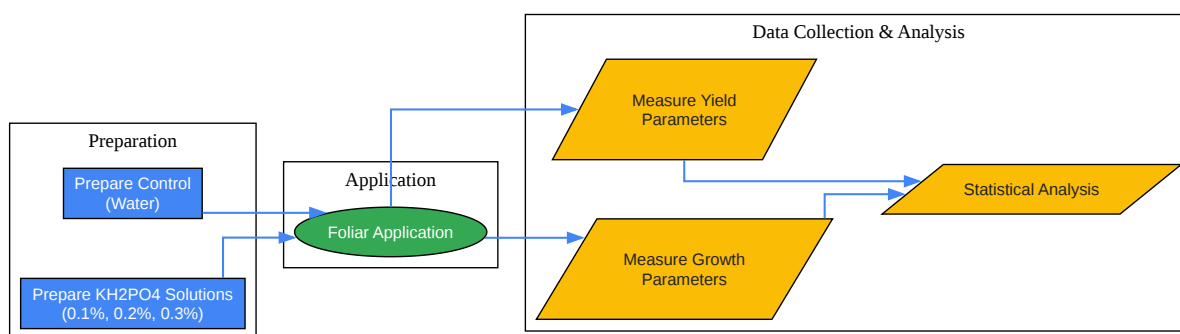 Preparation
Prepare Control
(Water)
Prepare KH2PO4 Solutions
(0.1%, 0.2%, 0.3%)
Application
Foliar Application
Data Collection & Analysis
Measure Yield
Parameters
Measure Growth
Parameters
Statistical Analysis